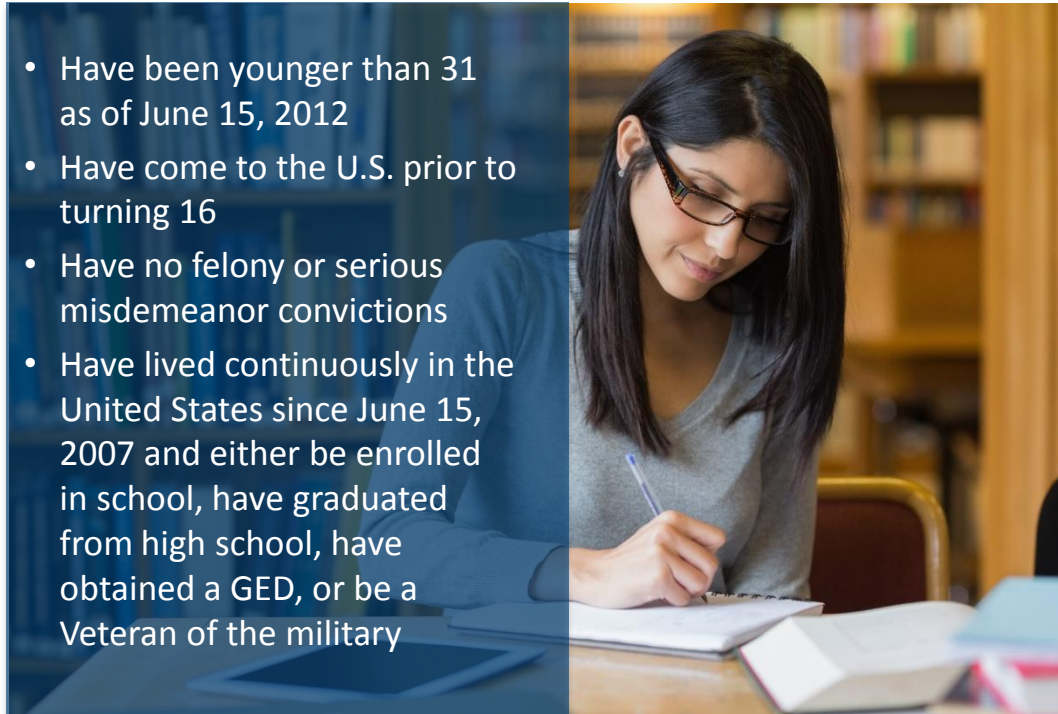 • Have been younger than 31
as of June 15, 2012
• Have come to the U.S. prior to
turning 16
• Have no felony or serious
misdemeanor convictions
• Have lived continuously in the
United States since June 15,
2007 and either be enrolled
in school, have graduated
from high school, have
obtained a GED, or be a
Veteran of the military